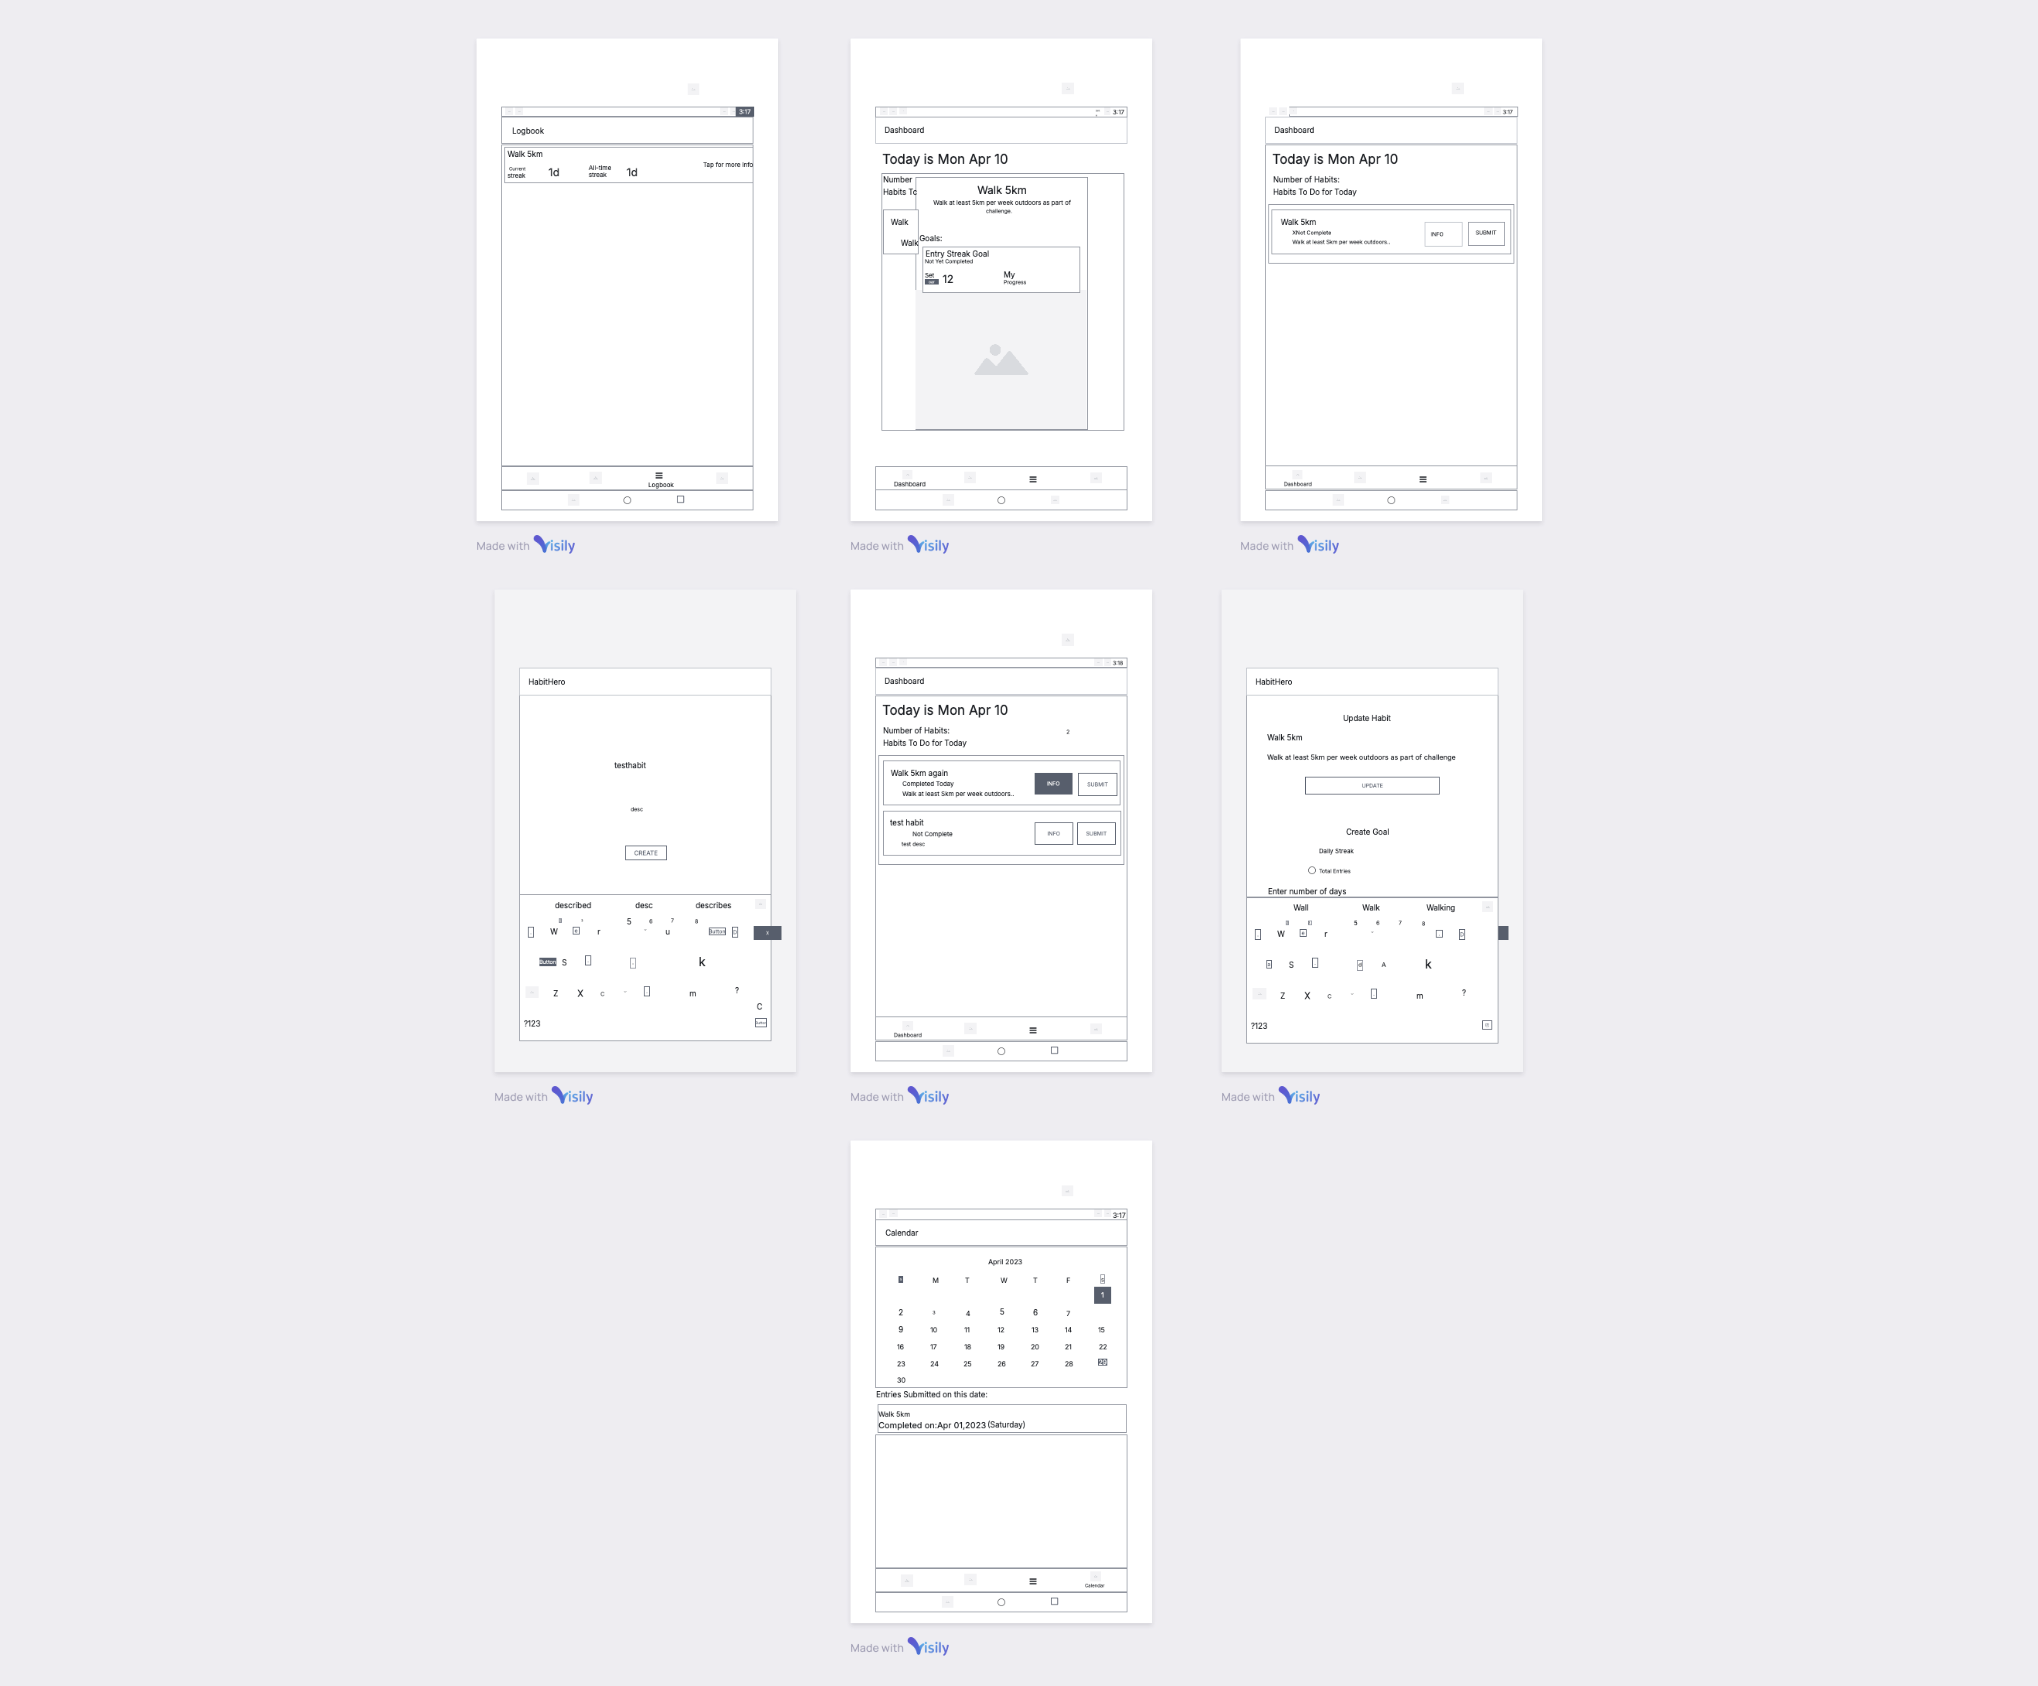 3:17
Logbook
Walk 5km
Current streak
1d
All-time streak
1d
Tap for more info
Logbook
Made with Visily
3:17
Dashboard
Today is Mon Apr 10
Number
Habits To
Walk
Walk
Walk 5km
Walk at least 5km per week outdoors as part of
challenge.
Goals:
Entry Streak Goal
Not Yet Completed
Set
12
My
Progress
Dashboard
Made with Visily
3:17
Dashboard
Today is Mon Apr 10
Number of Habits:
Habits To Do for Today
Walk 5km
XNot Complete
Walk at least 5km per week outdoors..
INFO
SUBMIT
Dashboard
Made with Visily
HabitHero
testhabit
desc
CREATE
described desc describes
5 6 7 8
W r u
Button
Button S k
Z X c m ?
C
?123
Made with Visily
3:18
Dashboard
Today is Mon Apr 10
Number of Habits: 2
Habits To Do for Today
Walk 5km again
Completed Today
Walk at least 5km per week outdoors..
INFO
SUBMIT
test habit
Not Complete
test desc
INFO
SUBMIT
Dashboard
Made with Visily
HabitHero
Update Habit
Walk 5km
Walk at least 5km per week outdoors as part of challenge
UPDATE
Create Goal
Daily Streak
Total Entries
Enter number of days
Wall Walk Walking
5 6 7 8
W r
S A k
Z X c m ?
?123
Made with Visily
3:17
Calendar
April 2023
M T W T F S
1
2 3 4 5 6 7
9 10 11 12 13 14 15
16 17 18 19 20 21 22
23 24 25 26 27 28
30
Entries Submitted on this date:
Walk 5km
Completed on:Apr 01,2023 (Saturday)
Calendar
Made with Visily